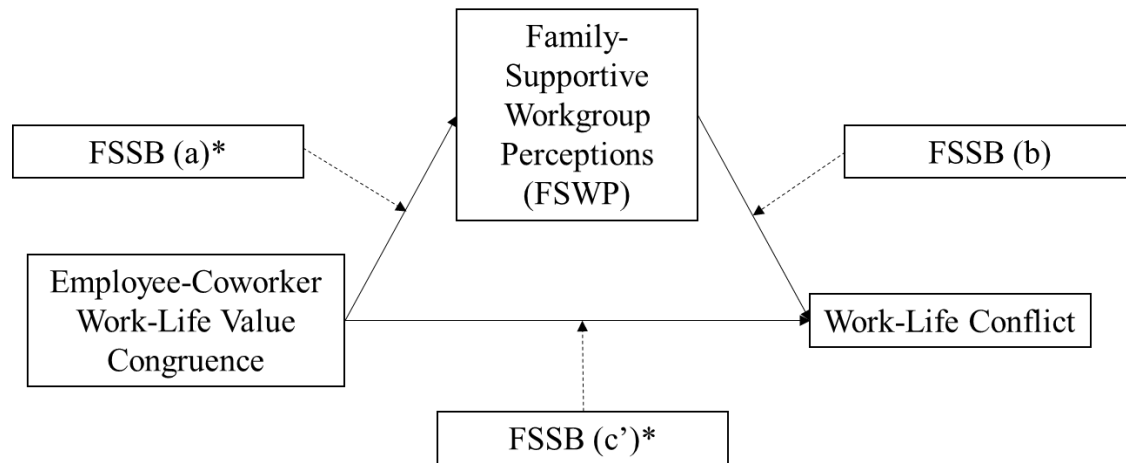 Family-
Supportive
Workgroup
Perceptions
(FSWP)
FSSB (a)*
FSSB (b)
Employee-Coworker
Work-Life Value
Congruence
Work-Life Conflict
FSSB (c’)*